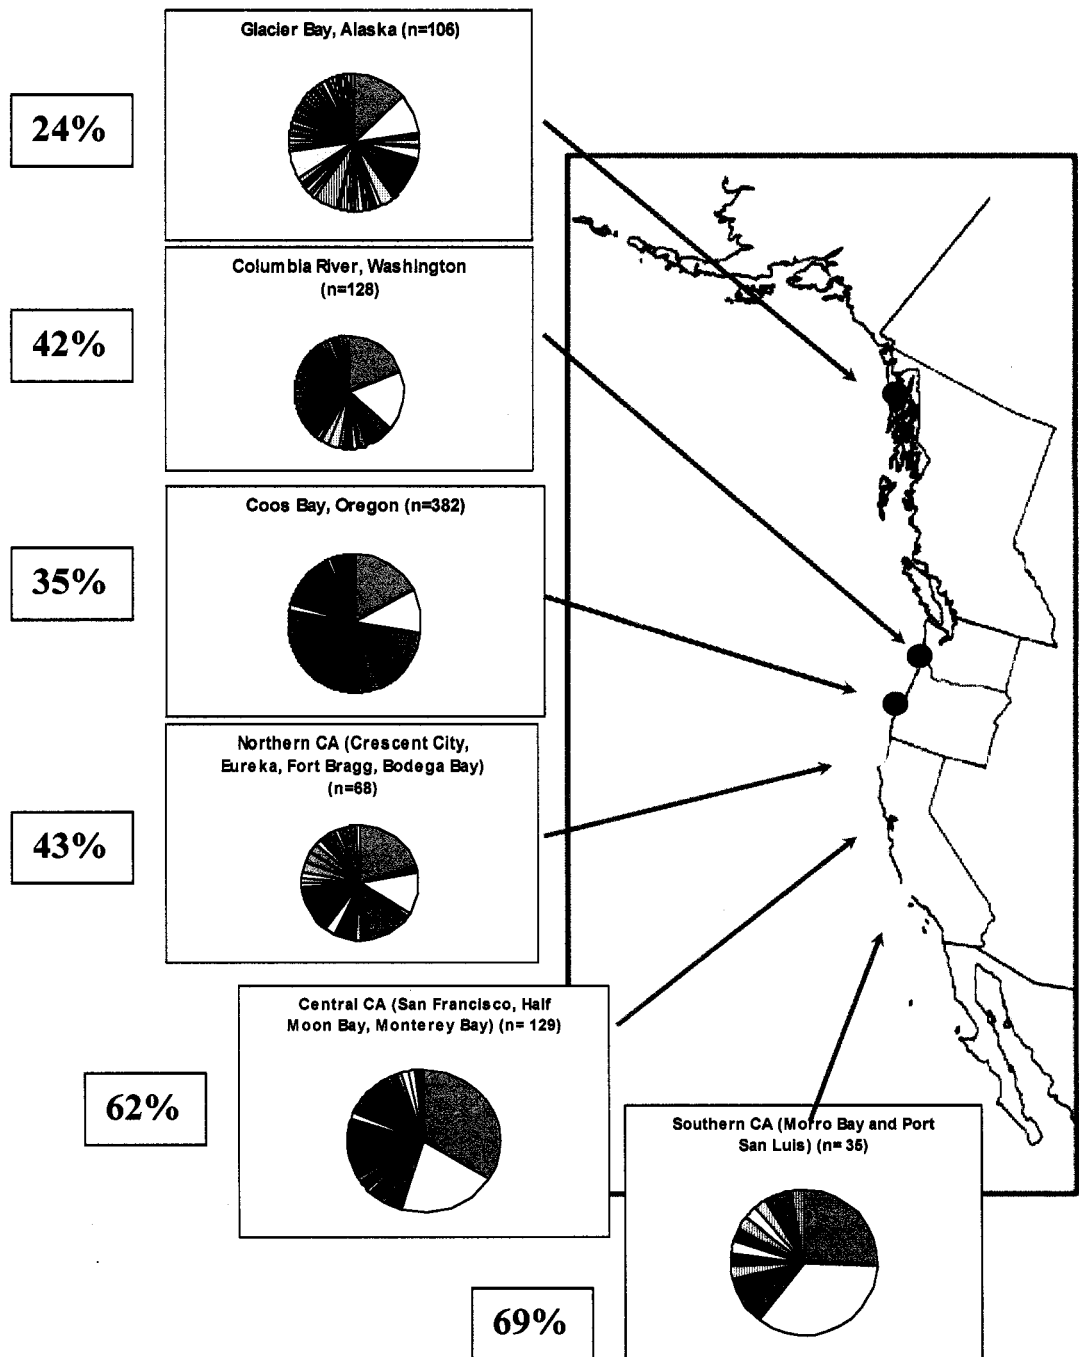 Glacier Bay, Alaska (n=106)
24%
Columbia River, Washington
(n=128)
42%
Coos Bay, Oregon (n=382)
35%
Northern CA (Crescent City,
Eureka, Fort Bragg, Bodega Bay)
(n=68)
43%
Central CA (San Francisco, Half
Moon Bay, Monterey Bay) (n= 129)
62%
Southern CA (Morro Bay and Port
San Luis) (n= 35)
69%